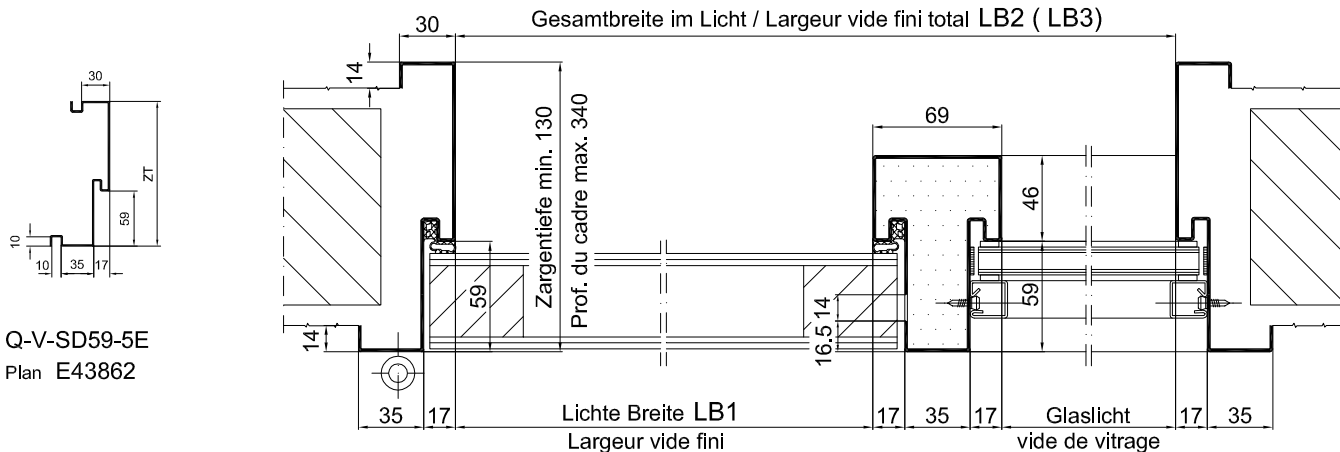 Gesamtbreite im Licht / Largeur vide fini total LB2 ( LB3)
30
14
69
46
30
ZT
59
10
10 35 17
Zargentiefe min. 130
Prof. du cadre max. 340
59
14
16.5 14
59
Q-V-SD59-5E
Plan E43862
35 17 Lichte Breite LB1 17 35 17 Glaslicht 17 35
Largeur vide fini vide de vitrage